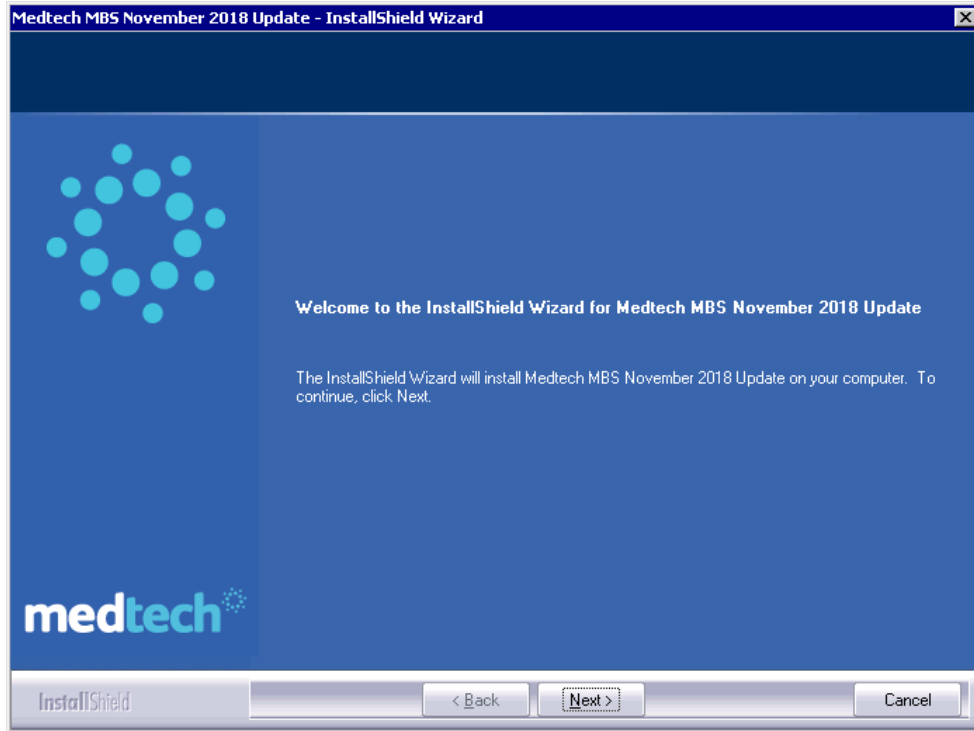 Medtech MBS November 2018 Update - InstallShield Wizard
Welcome to the InstallShield Wizard for Medtech MBS November 2018 Update
The InstallShield Wizard will install Medtech MBS November 2018 Update on your computer.  To
continue, click Next.
medtech
InstallShield
< Back
Next >
Cancel